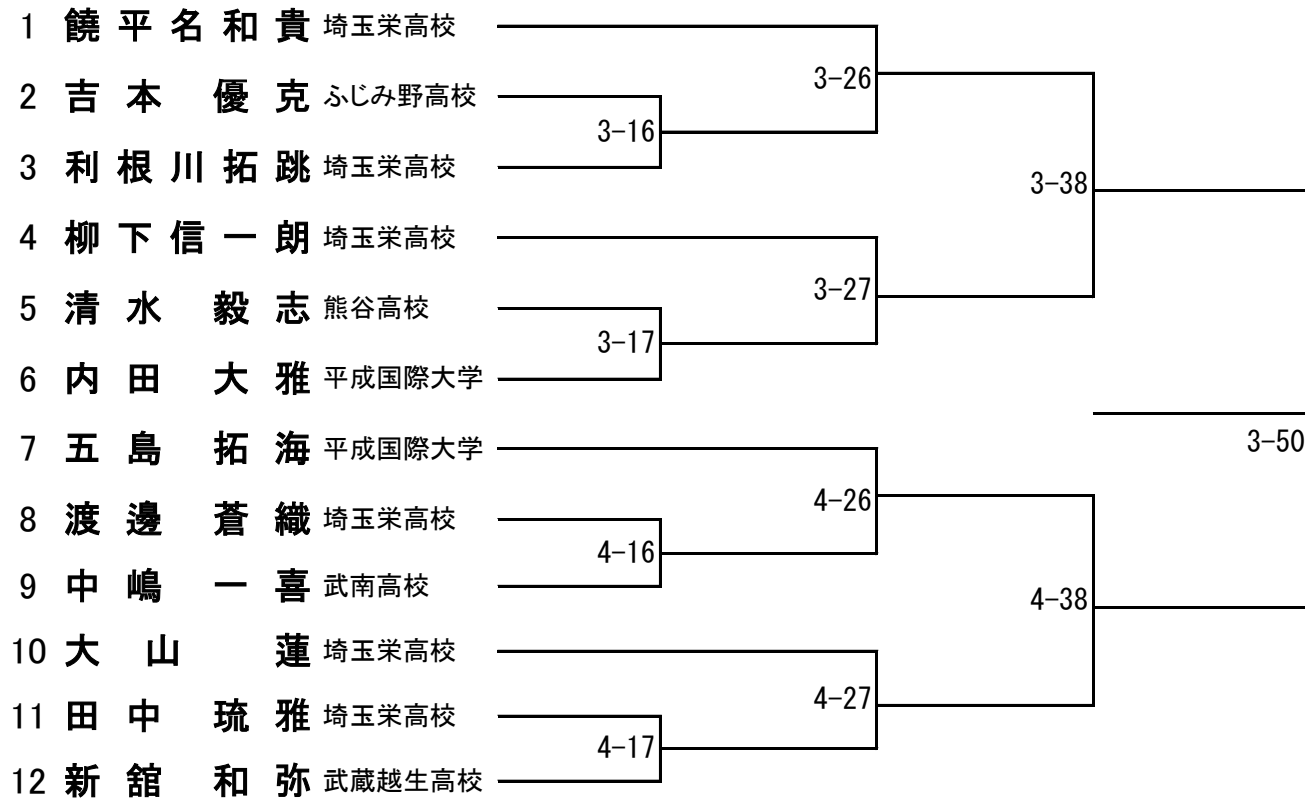 1 饒平名和貴 埼玉栄高校
3-26
2 吉本 優克 ふじみ野高校
3-16
3 利根川拓跳 埼玉栄高校
3-38
4 柳下信一朗 埼玉栄高校
3-27
5 清水 毅志 熊谷高校
3-17
6 内田 大雅 平成国際大学
7 五島 拓海 平成国際大学
3-50
4-26
8 渡邊 蒼織 埼玉栄高校
4-16
9 中嶋 一喜 武南高校
4-38
10 大山 蓮 埼玉栄高校
4-27
11 田中 琉雅 埼玉栄高校
4-17
12 新舘 和弥 武蔵越生高校